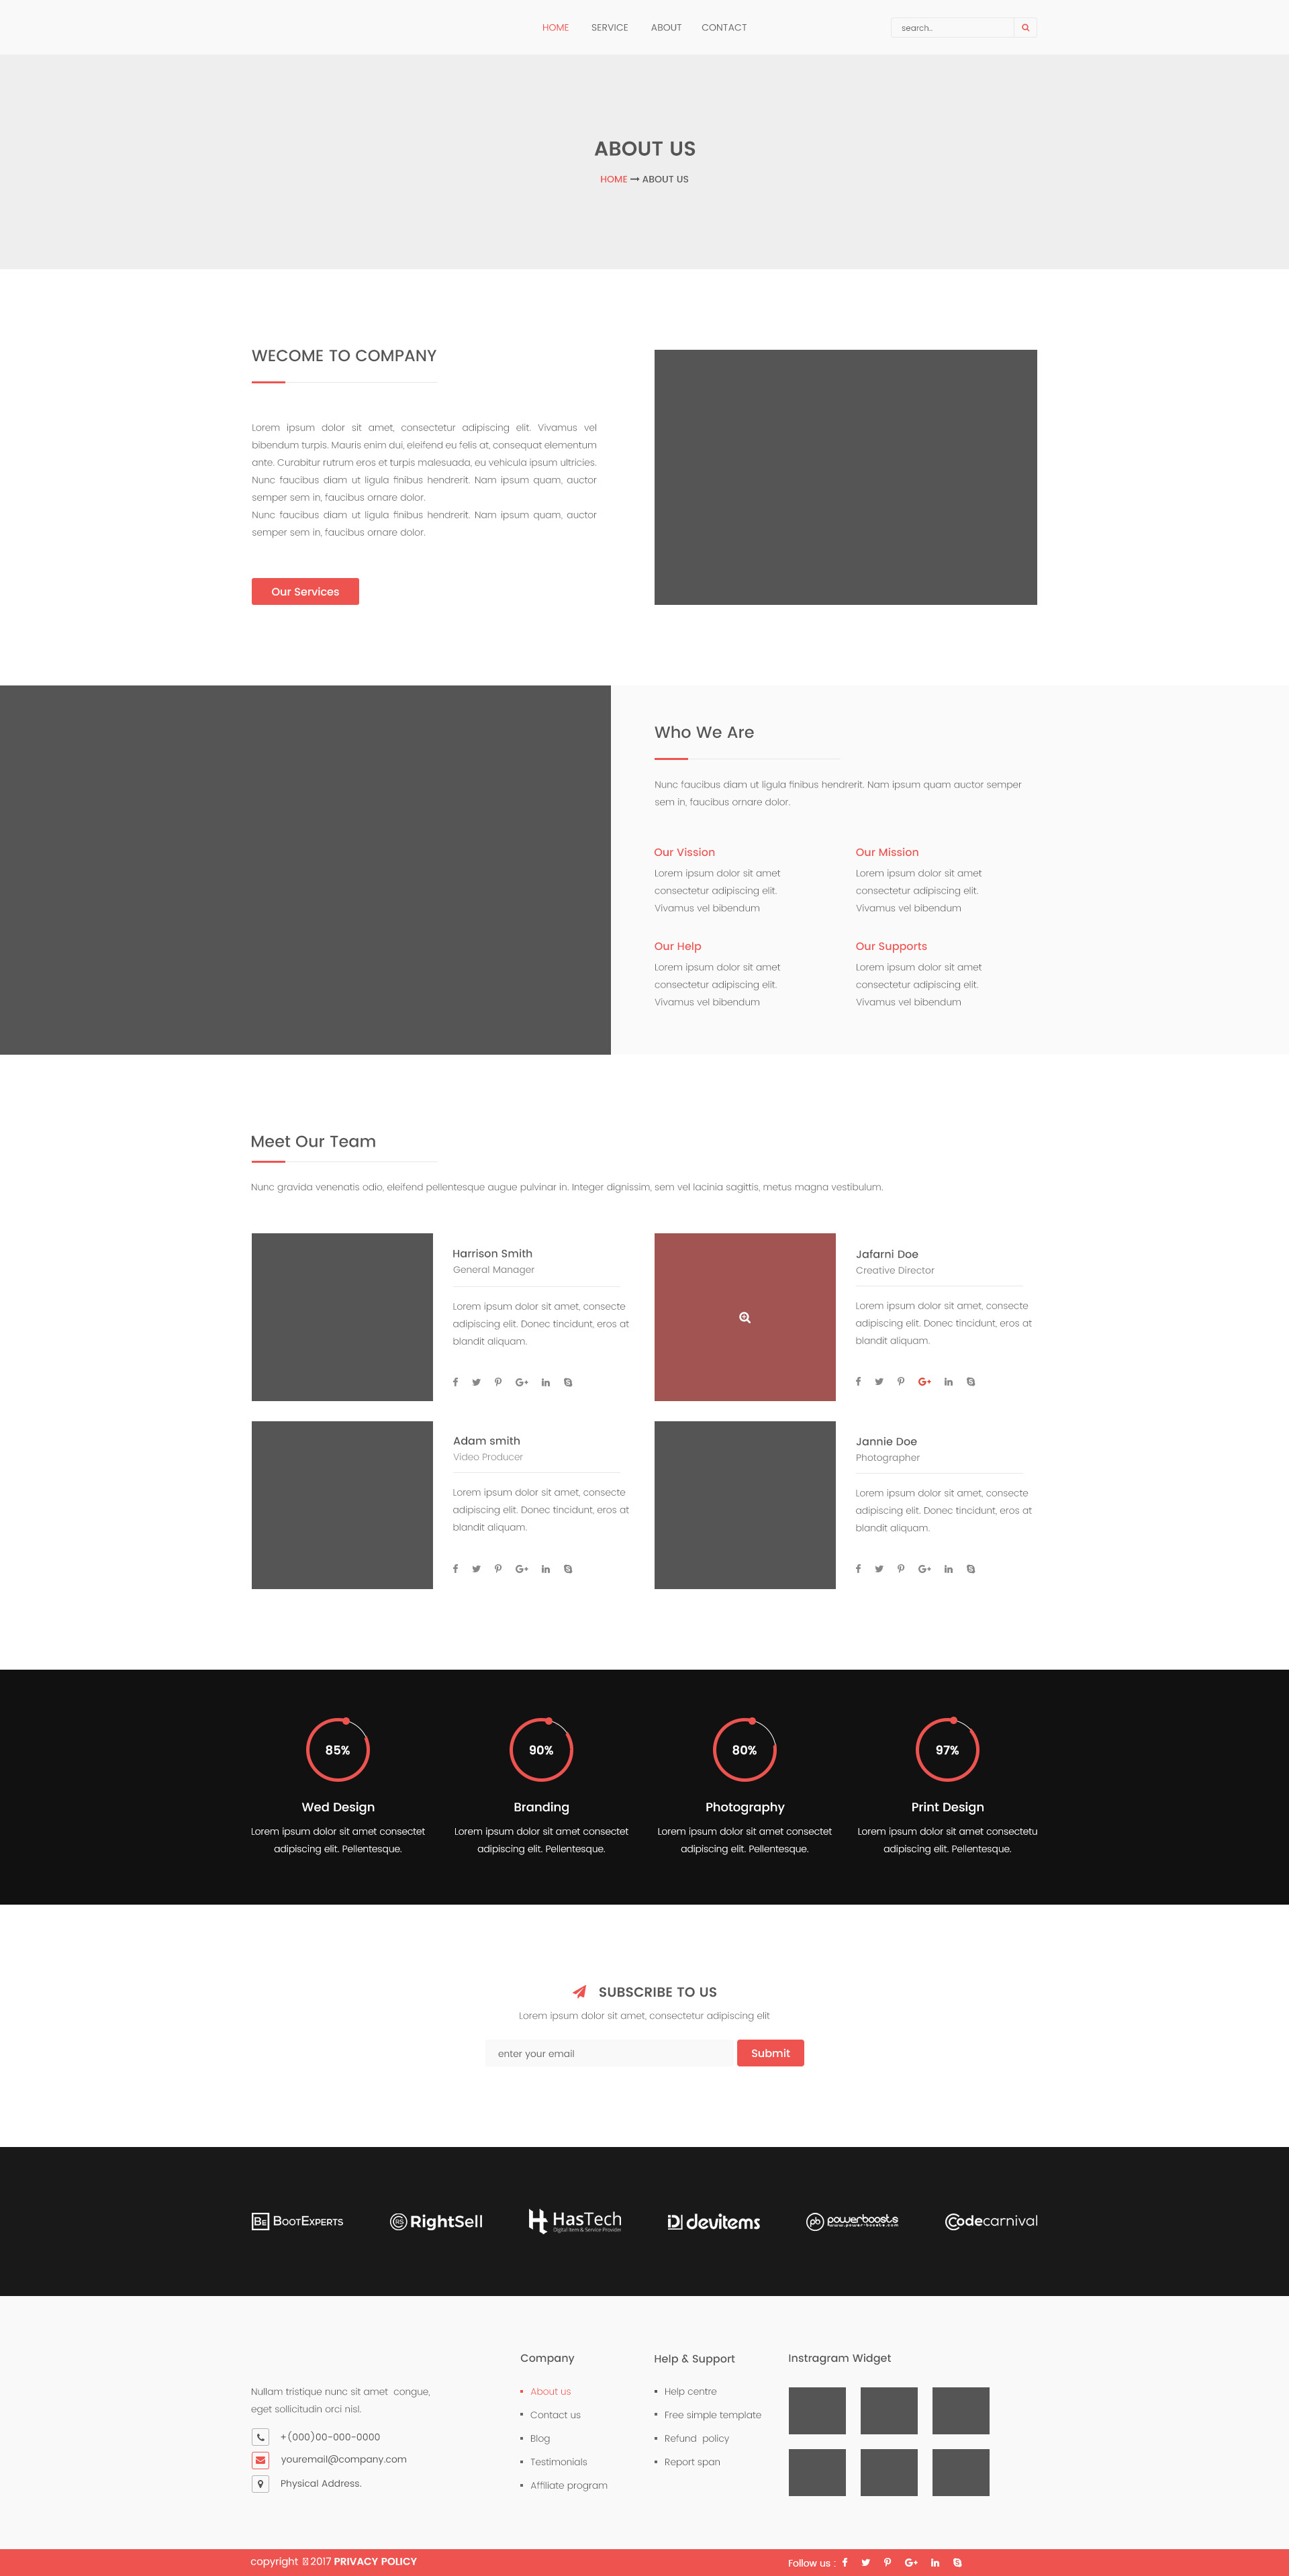 HOME SERVICE ABOUT CONTACT search..
ABOUT US
HOME ABOUT US
WECOME TO COMPANY
Lorem ipsum dolor sit amet, consectetur adipiscing elit. Vivamus vel
bibendum turpis. Mauris enim dui, eleifend eu felis at, consequat elementum
ante. Curabitur rutrum eros et turpis malesuada, eu vehicula ipsum ultricies.
Nunc faucibus diam ut ligula finibus hendrerit. Nam ipsum quam, auctor
semper sem in, faucibus ornare dolor.
Nunc faucibus diam ut ligula finibus hendrerit. Nam ipsum quam, auctor
semper sem in, faucibus ornare dolor.
Our Services
Who We Are
Nunc faucibus diam ut ligula finibus hendrerit. Nam ipsum quam auctor semper
sem in, faucibus ornare dolor.
Our Vission
Lorem ipsum dolor sit amet
consectetur adipiscing elit.
Vivamus vel bibendum
Our Mission
Lorem ipsum dolor sit amet
consectetur adipiscing elit.
Vivamus vel bibendum
Our Help
Lorem ipsum dolor sit amet
consectetur adipiscing elit.
Vivamus vel bibendum
Our Supports
Lorem ipsum dolor sit amet
consectetur adipiscing elit.
Vivamus vel bibendum
Meet Our Team
Nunc gravida venenatis odio, eleifend pellentesque augue pulvinar in. Integer dignissim, sem vel lacinia sagittis, metus magna vestibulum.
Harrison Smith
General Manager
Lorem ipsum dolor sit amet, consecte
adipiscing elit. Donec tincidunt, eros at
blandit aliquam.
Jafarni Doe
Creative Director
Lorem ipsum dolor sit amet, consecte
adipiscing elit. Donec tincidunt, eros at
blandit aliquam.
Adam smith
Video Producer
Lorem ipsum dolor sit amet, consecte
adipiscing elit. Donec tincidunt, eros at
blandit aliquam.
Jannie Doe
Photographer
Lorem ipsum dolor sit amet, consecte
adipiscing elit. Donec tincidunt, eros at
blandit aliquam.
85%
Wed Design
Lorem ipsum dolor sit amet consectet
adipiscing elit. Pellentesque.
90%
Branding
Lorem ipsum dolor sit amet consectet
adipiscing elit. Pellentesque.
80%
Photography
Lorem ipsum dolor sit amet consectet
adipiscing elit. Pellentesque.
97%
Print Design
Lorem ipsum dolor sit amet consectetu
adipiscing elit. Pellentesque.
SUBSCRIBE TO US
Lorem ipsum dolor sit amet, consectetur adipiscing elit
enter your email Submit
BE BOOTEXPERTS
RS RightSell
HasTech
Digital Item & Service Provider
devitems
pb powerboosts
www.power-boosts.com
Codecarnival
Nullam tristique nunc sit amet congue,
eget sollicitudin orci nisl.
+(000)00-000-0000
youremail@company.com
Physical Address.
Company
About us
Contact us
Blog
Testimonials
Affiliate program
Help & Support
Help centre
Free simple template
Refund policy
Report span
Instragram Widget
copyright 2017 PRIVACY POLICY
Follow us :